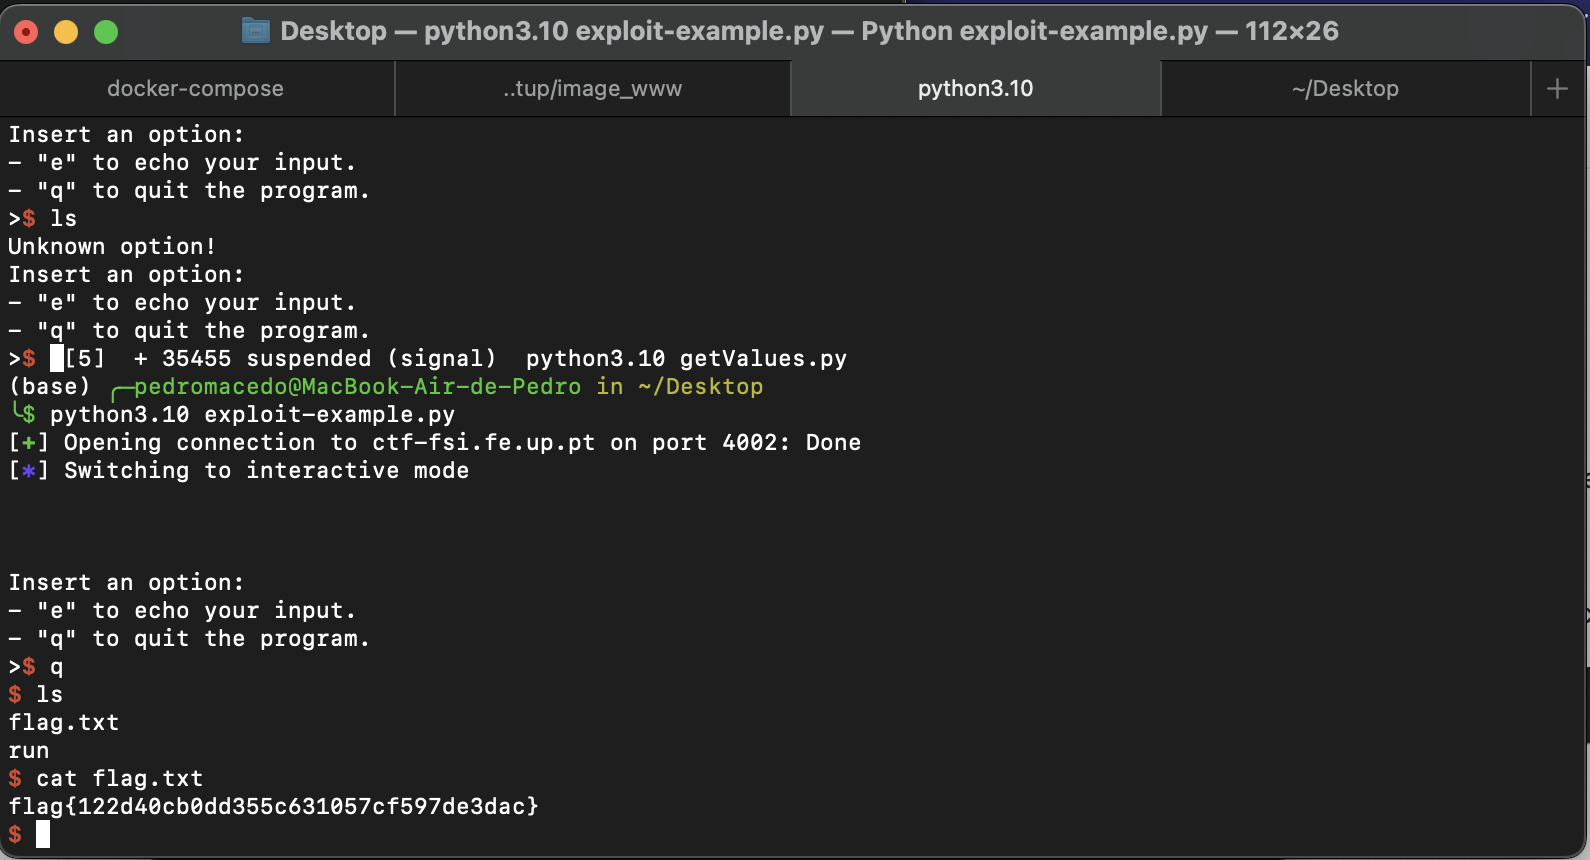 Desktop — python3.10 exploit-example.py — Python exploit-example.py — 112×26
docker-compose ..tup/image_www python3.10 ~/Desktop +
Insert an option:
- "e" to echo your input.
- "q" to quit the program.
>$ ls
Unknown option!
Insert an option:
- "e" to echo your input.
- "q" to quit the program.
>$ [5]  + 35455 suspended (signal)  python3.10 getValues.py
(base) ╭─pedromacedo@MacBook-Air-de-Pedro in ~/Desktop
╰$ python3.10 exploit-example.py
[+] Opening connection to ctf-fsi.fe.up.pt on port 4002: Done
[*] Switching to interactive mode
Insert an option:
- "e" to echo your input.
- "q" to quit the program.
>$ q
$ ls
flag.txt
run
$ cat flag.txt
flag{122d40cb0dd355c631057cf597de3dac}
$